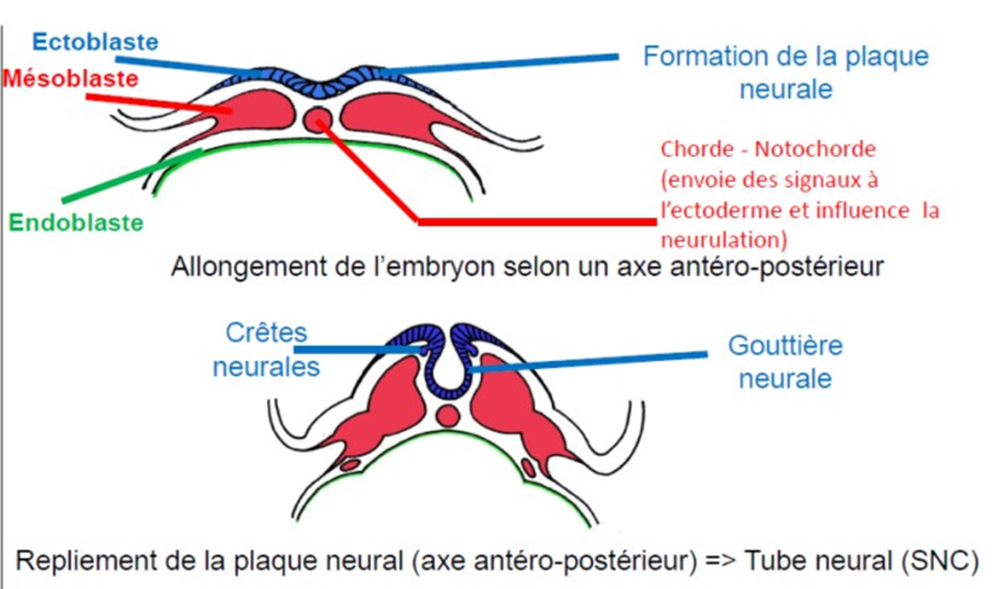 Ectoblaste
Mésoblaste
Formation de la plaque
neurale
Endoblaste
Chorde - Notochorde
(envoie des signaux à
l'ectoderme et influence la
neurulation)
Allongement de l'embryon selon un axe antéro-postérieur
Crêtes
neurales
Gouttière
neurale
Repliement de la plaque neural (axe antéro-postérieur) => Tube neural (SNC)